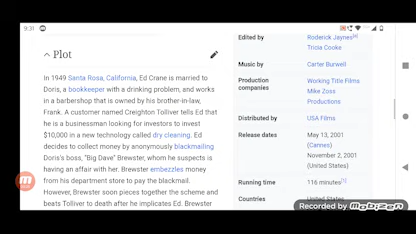 9:31
Plot
In 1949 Santa Rosa, California, Ed Crane is married to
Doris, a bookkeeper with a drinking problem, and works
in a barbershop that is owned by his brother-in-law,
Frank. A customer named Creighton Tolliver tells Ed that
he is a businessman looking for investors to invest
$10,000 in a new technology called dry cleaning. Ed
decides to collect money by anonymously blackmailing
Doris's boss, "Big Dave" Brewster, whom he suspects is
having an affair with her. Brewster embezzles money
from his department store to pay the blackmail.
However, Brewster soon pieces together the scheme and
beats Tolliver to death after he implicates Ed. Brewster
Edited by Roderick Jaynes[a]
Tricia Cooke
Music by Carter Burwell
Production companies Working Title Films
Mike Zoss
Productions
Distributed by USA Films
Release dates May 13, 2001
(Cannes)
November 2, 2001
(United States)
Running time 116 minutes[1]
Countries United States
Recorded by mobizen